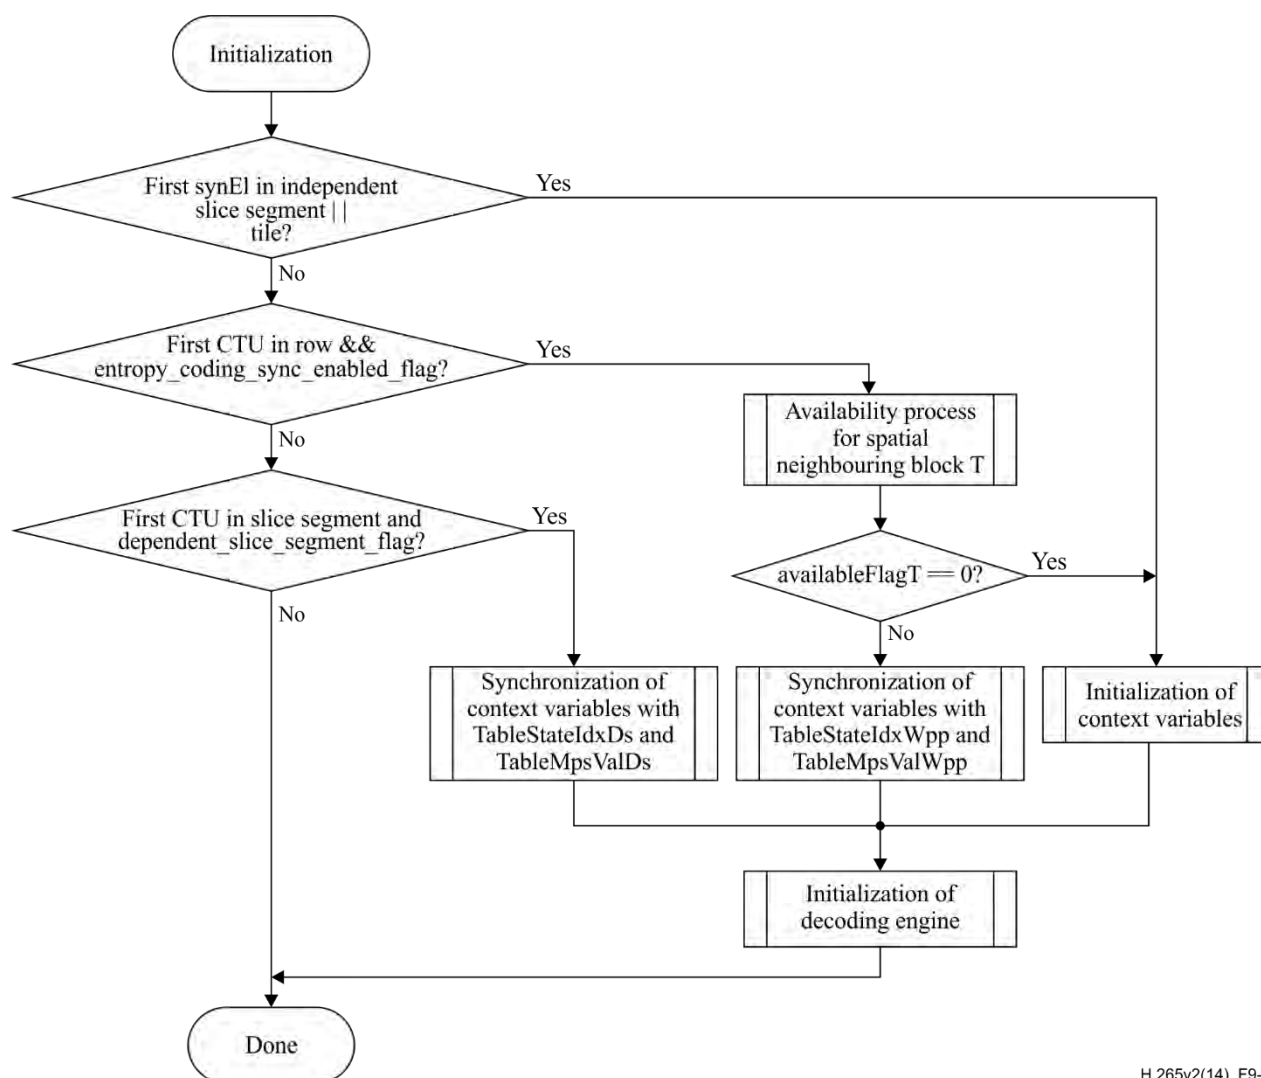 Initialization
First synEl in independent
slice segment ||
tile?
Yes
No
First CTU in row &&
entropy_coding_sync_enabled_flag?
Yes
Availability process
for spatial
neighbouring block T
No
First CTU in slice segment and
dependent_slice_segment_flag?
Yes
availableFlagT == 0?
Yes
No
No
Synchronization of
context variables with
TableStateIdxDs and
TableMpsValDs
Synchronization of
context variables with
TableStateIdxWpp and
TableMpsValWpp
Initialization of
context variables
Initialization of
decoding engine
Done
H.265v2(14)_F9-